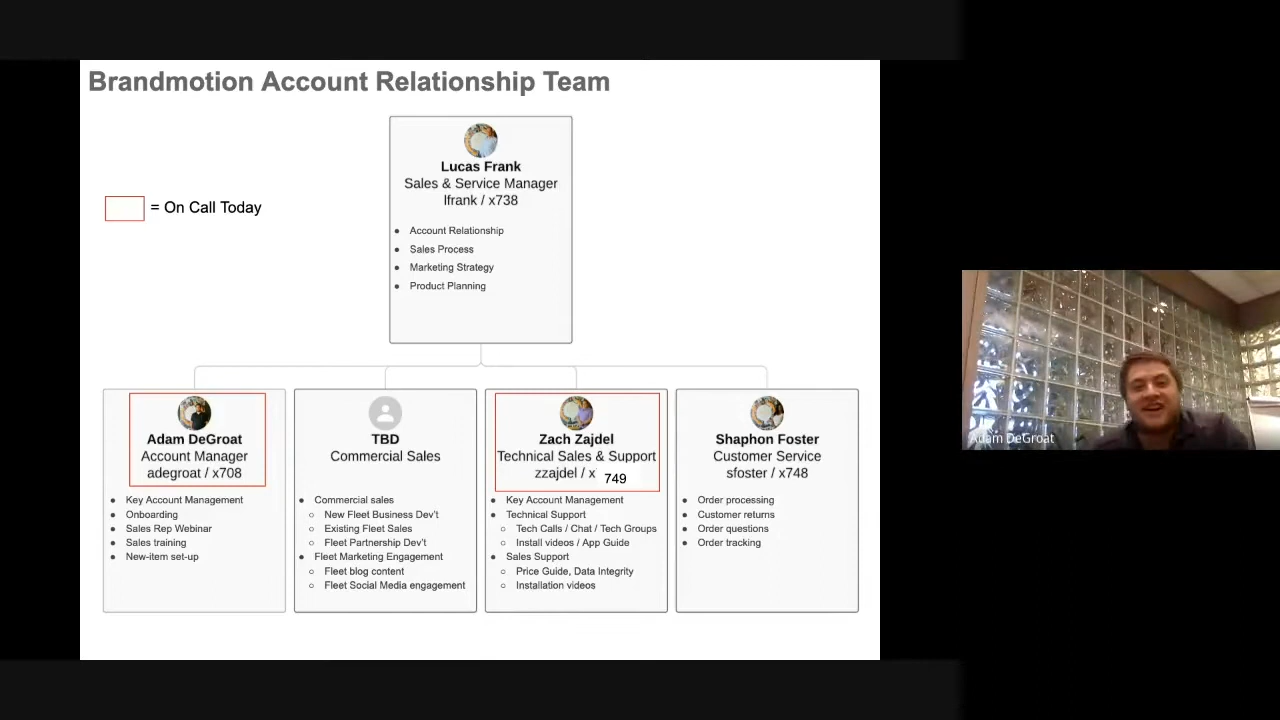 Brandmotion Account Relationship Team
Lucas Frank
Sales & Service Manager
lfrank / x738
● Account Relationship
● Sales Process
● Marketing Strategy
● Product Planning
= On Call Today
Adam DeGroat
Account Manager
adegroat / x708
● Key Account Management
● Onboarding
● Sales Rep Webinar
● Sales training
● New-item set-up
TBD
Commercial Sales
● Commercial sales
○ New Fleet Business Dev't
○ Existing Fleet Sales
○ Fleet Partnership Dev't
● Fleet Marketing Engagement
○ Fleet blog content
○ Fleet Social Media engagement
Zach Zajdel
Technical Sales & Support
zzajdel / x 749
● Key Account Management
● Technical Support
○ Tech Calls / Chat / Tech Groups
○ Install videos / App Guide
● Sales Support
○ Price Guide, Data Integrity
○ Installation videos
Shaphon Foster
Customer Service
sfoster / x748
● Order processing
● Customer returns
● Order questions
● Order tracking
Adam DeGroat